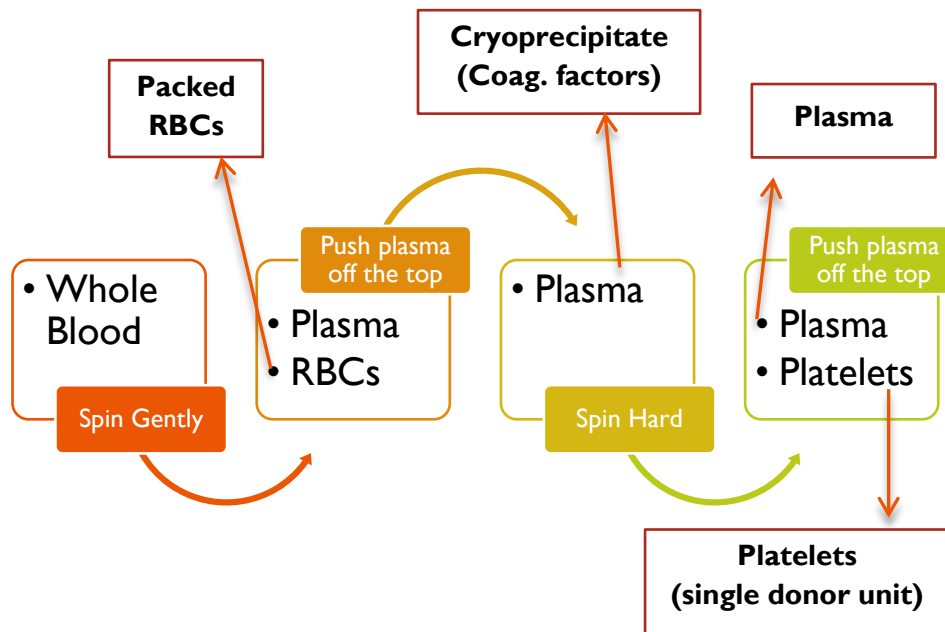 Cryoprecipitate
(Coag. factors)
Packed
RBCs
Plasma
Push plasma
off the top
Push plasma
off the top
• Whole
Blood
• Plasma
• RBCs
• Plasma
• Plasma
• Platelets
Spin Gently
Spin Hard
Platelets
(single donor unit)